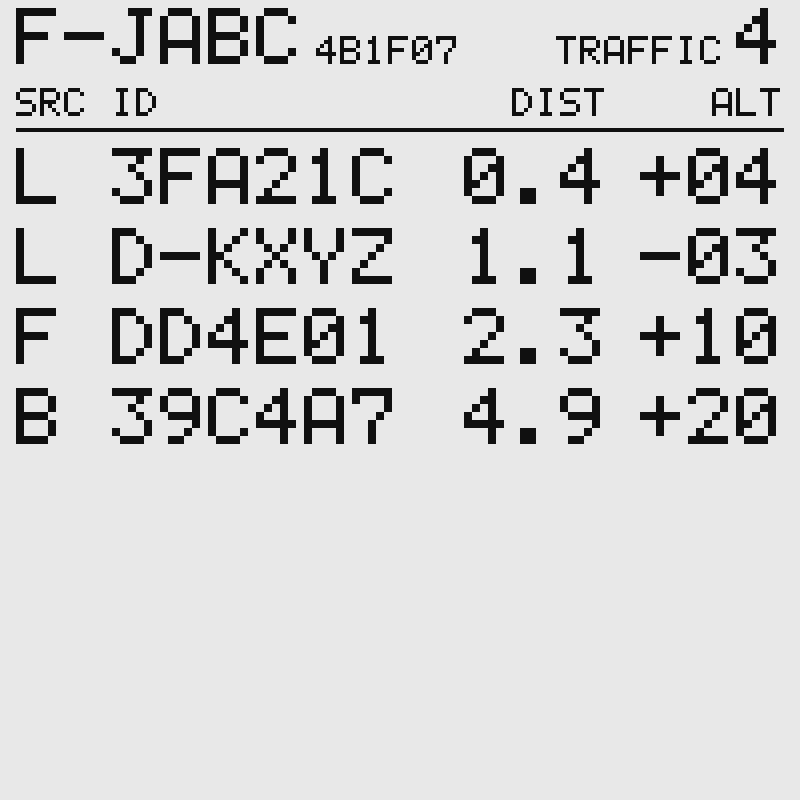 F-JABC 4B1F07 TRAFFIC 4
SRC ID DIST ALT
L 3FA21C 0.4 +04
L D-KXYZ 1.1 -03
F DD4E01 2.3 +10
B 39C4A7 4.9 +20